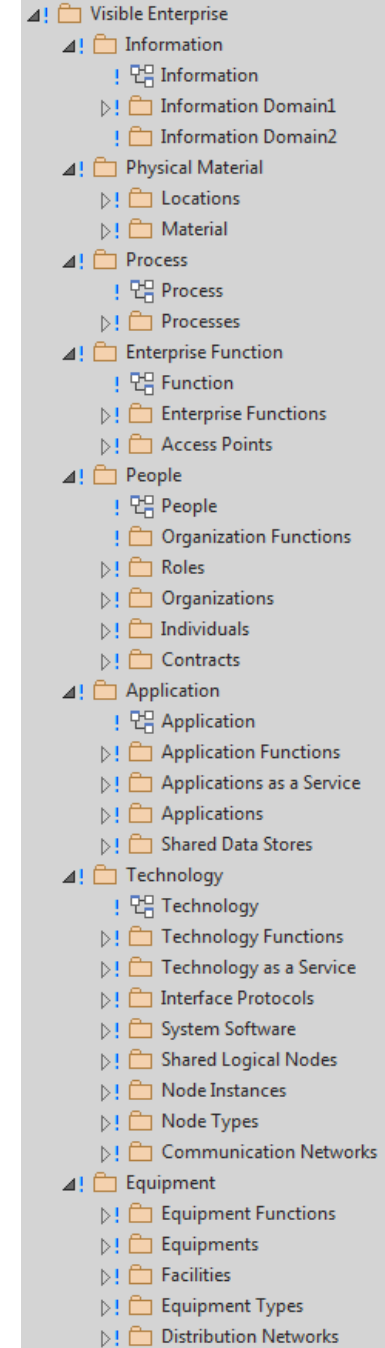 Visible Enterprise
Information
Information
Information Domain1
Information Domain2
Physical Material
Locations
Material
Process
Process
Processes
Enterprise Function
Function
Enterprise Functions
Access Points
People
People
Organization Functions
Roles
Organizations
Individuals
Contracts
Application
Application
Application Functions
Applications as a Service
Applications
Shared Data Stores
Technology
Technology
Technology Functions
Technology as a Service
Interface Protocols
System Software
Shared Logical Nodes
Node Instances
Node Types
Communication Networks
Equipment
Equipment Functions
Equipments
Facilities
Equipment Types
Distribution Networks